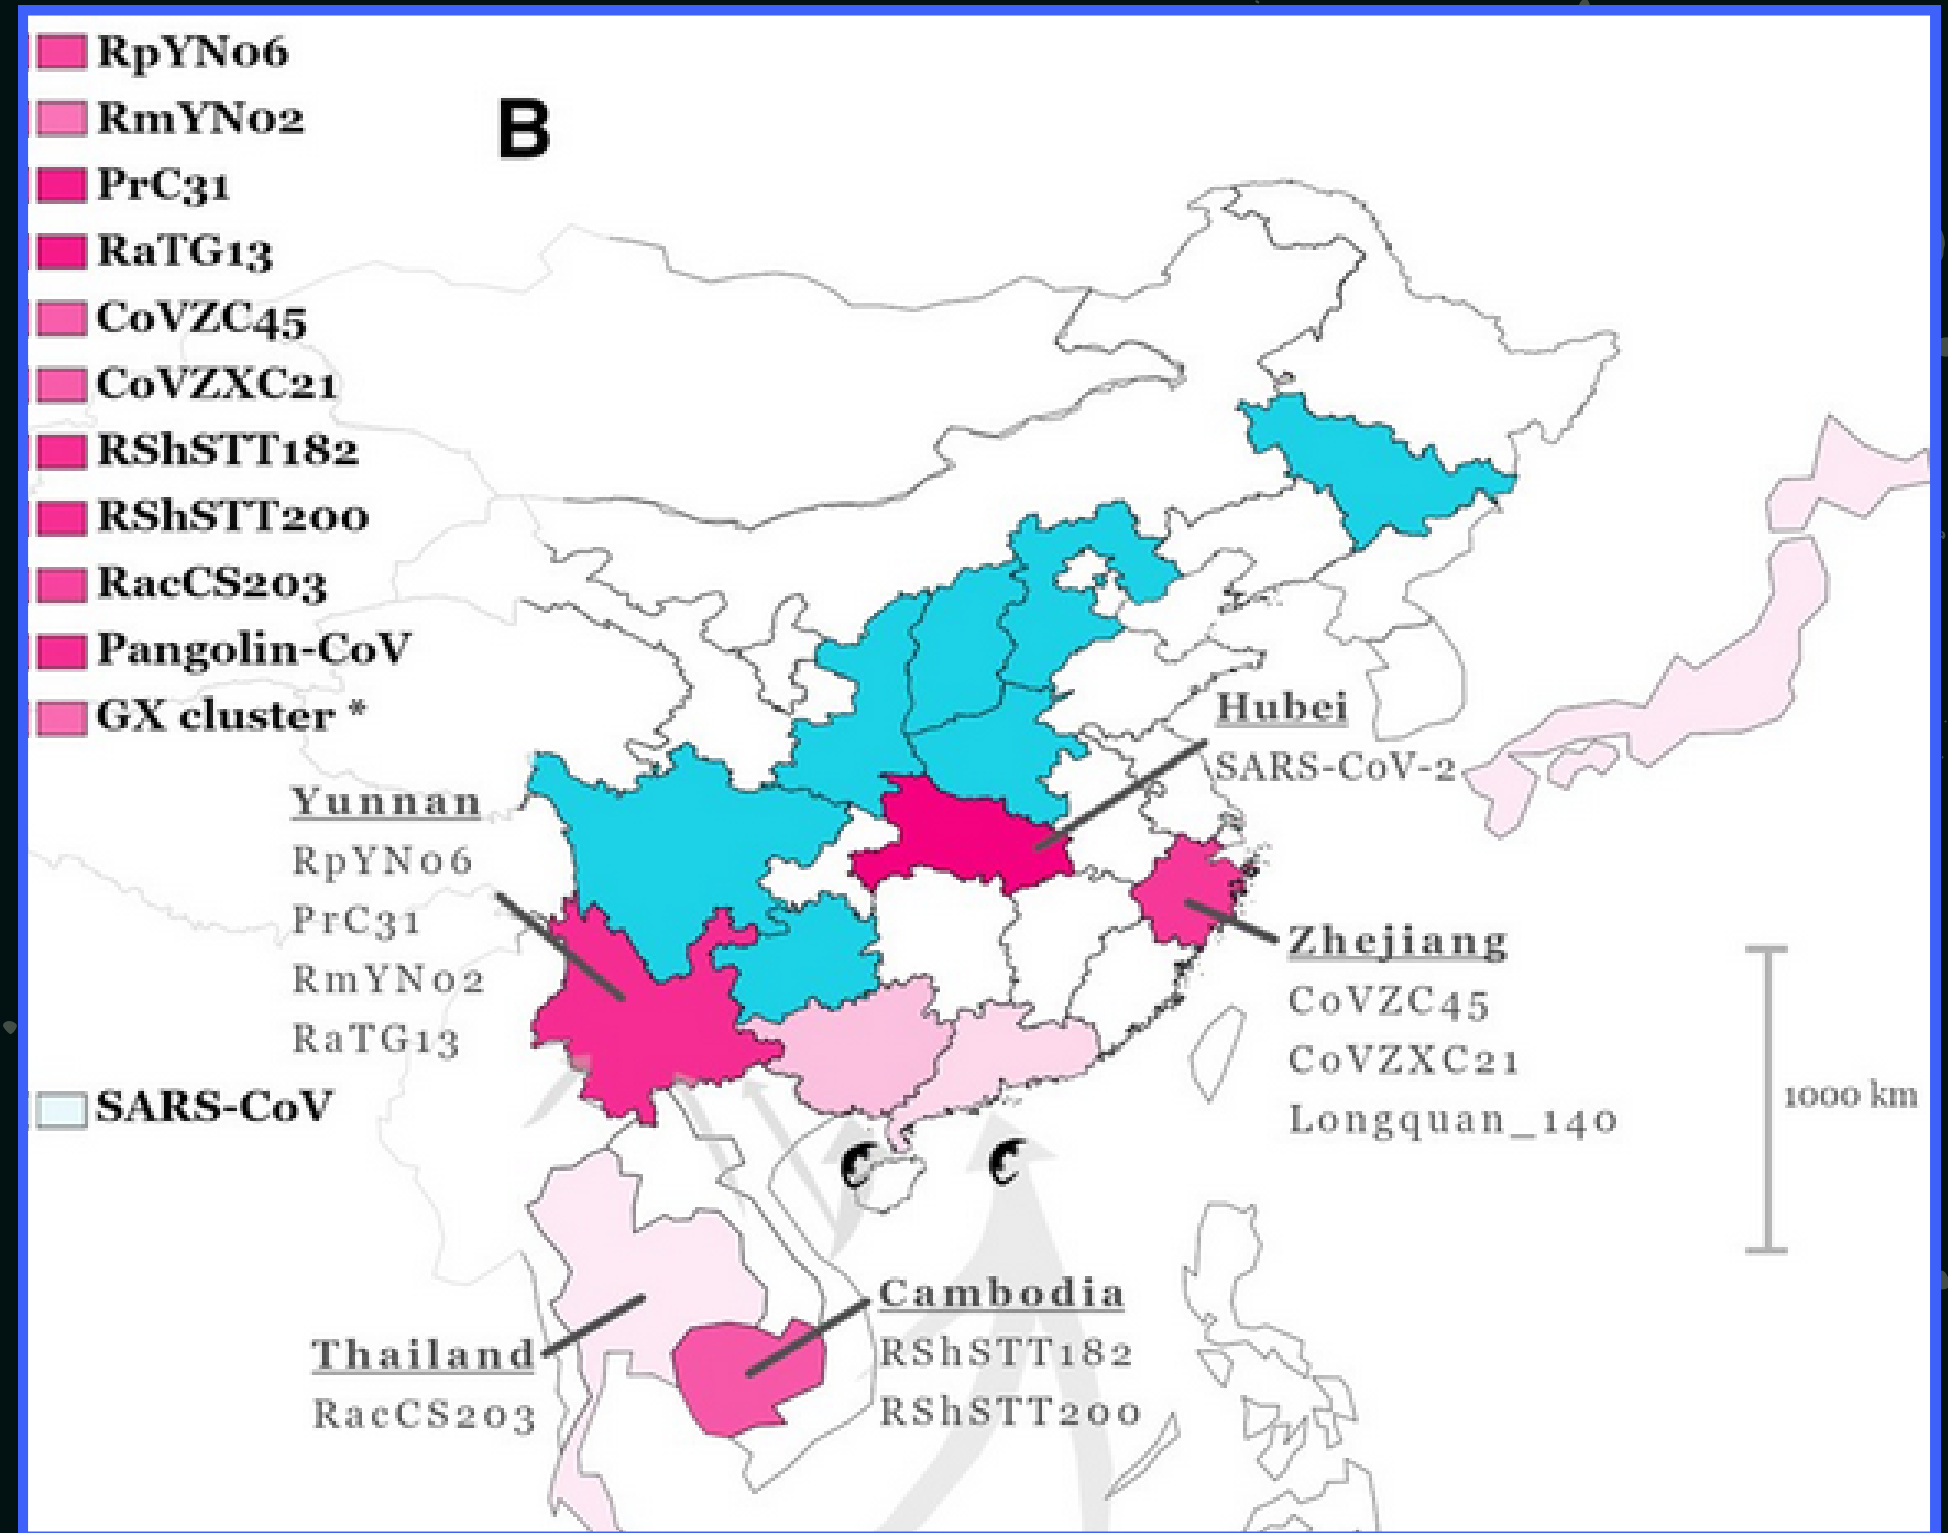 RpYN06
RmYN02
PrC31
RaTG13
CoVZC45
CoVZXC21
RShSTT182
RShSTT200
RacCS203
Pangolin-CoV
GX cluster *
SARS-CoV
B
Hubei
SARS-CoV-2
Yunnan
RpYN06
PrC31
RmYN02
RaTG13
Zhejiang
CoVZC45
CoVZXC21
Longquan_140
1000 km
Cambodia
RShSTT182
RShSTT200
Thailand
RacCS203